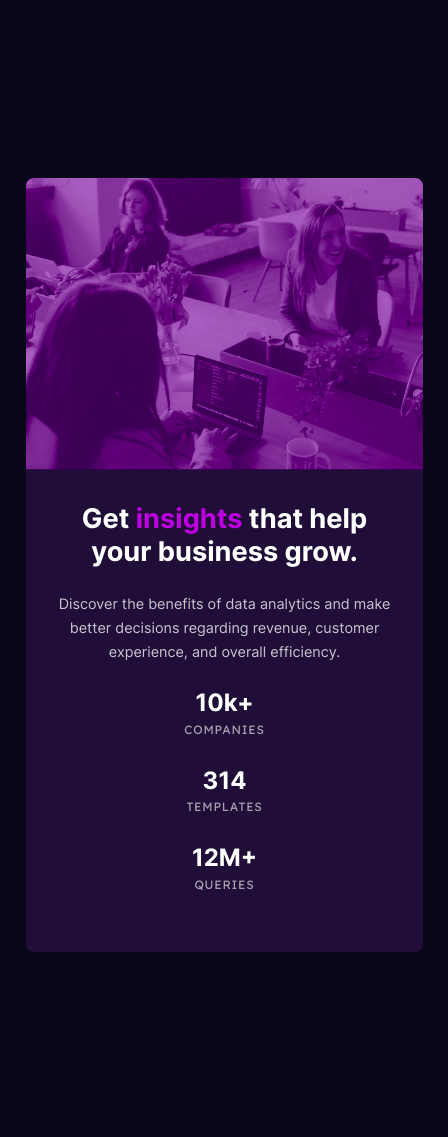 Get insights that help
your business grow.
Discover the benefits of data analytics and make
better decisions regarding revenue, customer
experience, and overall efficiency.
10k+
COMPANIES
314
TEMPLATES
12M+
QUERIES